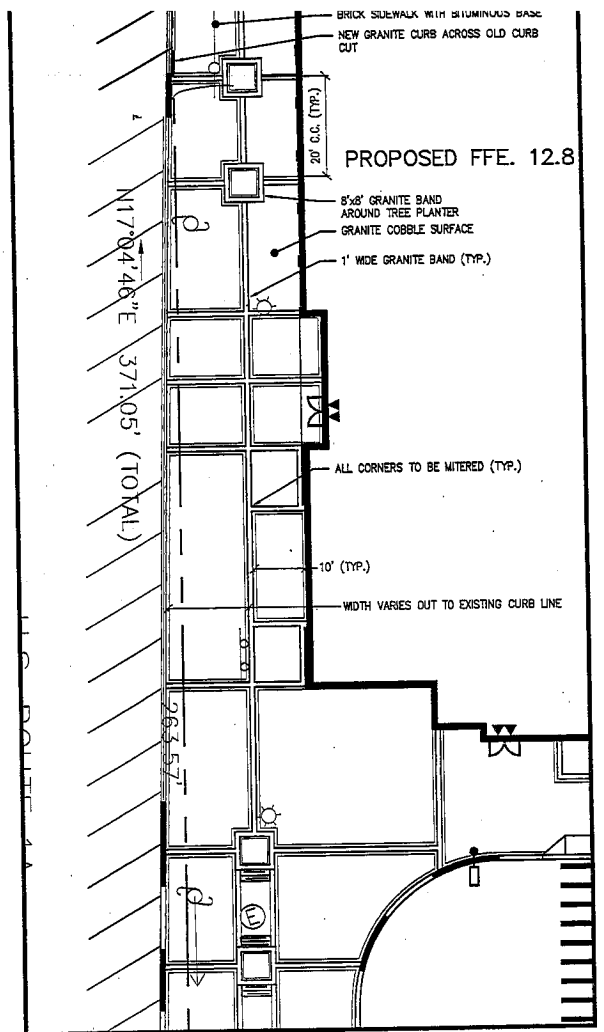 BRICK SIDEWALK WITH BITUMINOUS BASE
NEW GRANITE CURB ACROSS OLD CURB
CUT
20' C.C. (TYP.)
PROPOSED FFE. 12.8
8'x8' GRANITE BAND
AROUND TREE PLANTER
GRANITE COBBLE SURFACE
1' WIDE GRANITE BAND (TYP.)
N17°04'46"E 371.05' (TOTAL)
ALL CORNERS TO BE MITERED (TYP.)
10' (TYP.)
WIDTH VARIES OUT TO EXISTING CURB LINE
263.57'
E